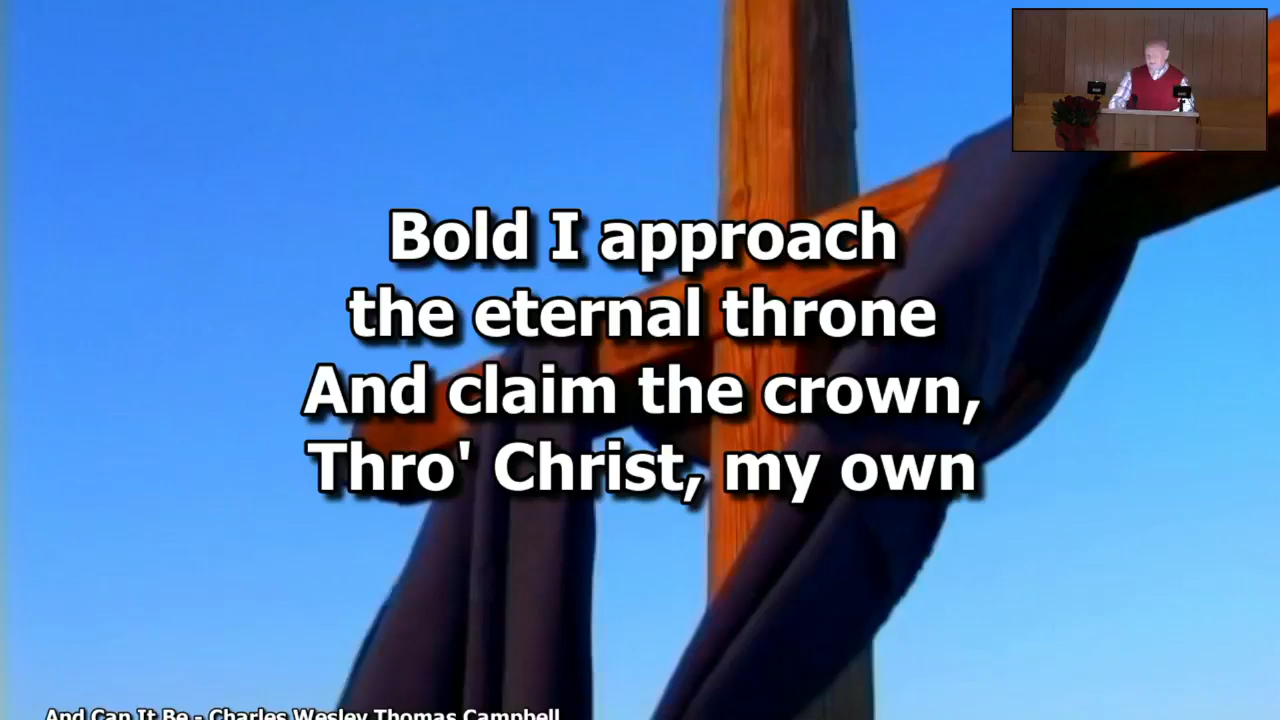 Bold I approach
the eternal throne
And claim the crown,
Thro' Christ, my own
And Can It Be - Charles Wesley Thomas Campbell